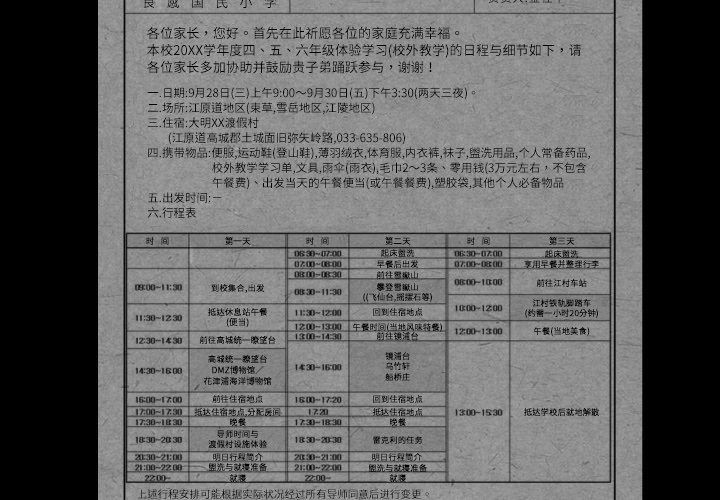 良 晟 国 民 小 学
各位家长，您好。首先在此祈愿各位的家庭充满幸福。
本校20XX学年度四、五、六年级体验学习(校外教学)的日程与细节如下，请
各位家长多加协助并鼓励贵子弟踊跃参与，谢谢！
一.日期:9月28日(三)上午9:00～9月30日(五)下午3:30(两天三夜)。
二.场所:江原道地区(束草,雪岳地区,江陵地区)
三.住宿:大明XX渡假村
(江原道高城郡土城面旧弥矢岭路,033-635-806)
四.携带物品:便服,运动鞋(登山鞋),薄羽绒衣,体育服,内衣裤,袜子,盥洗用品,个人常备药品,
校外教学学习单,文具,雨伞(雨衣),毛巾2～3条、零用钱(3万元左右，不包含
午餐费)、出发当天的午餐便当(或午餐餐费),塑胶袋,其他个人必备物品
五.出发时间:－
六.行程表
时 间 第一天 时 间 第二天 时 间 第三天
06:30~07:00 起床盥洗 06:30~07:00 起床盥洗
07:00~08:00 早餐后出发 07:00~08:00 享用早餐并整理行李
09:00~11:30 到校集合,出发
08:00~08:30 前往雪嶽山
08:30~11:30 攀登雪嶽山
((飞仙台,摇摆石等)
08:00~10:00 前往江村车站
11:30~12:30 抵达休息站午餐
(便当)
11:30~12:00 回到住宿地点
10:00~12:00 江村铁轨脚踏车
(约需一小时20分钟)
12:00~13:00 午餐时间(当地风味特餐)
12:00~13:00 午餐(当地美食)
12:30~14:30 前往高城统一瞭望台
13:00~14:30 前往镜浦台
14:30~16:00 高城统一瞭望台
DMZ博物馆／
花津浦海洋博物馆
14:30~16:00 镜浦台
乌竹轩
船桥庄
13:00~15:30 抵达学校后就地解散
16:00~17:00 前往住宿地点 16:00~17:20 回到住宿地点
17:00~17:30 抵达住宿地点,分配房间 17:20 抵达住宿地点
17:30~18:30 晚餐 17:30~18:30 晚餐
18:30~20:30 导师时间与
渡假村设施体验
18:30~20:30 雷克利的任务
20:30~21:00 明日行程简介 20:30~21:00 明日行程简介
21:00~22:00 盥洗与就寝准备 21:00~22:00 盥洗与就寝准备
22:00~ 就寝 22:00~ 就寝
上述行程安排可能根据实际状况经过所有导师同意后进行变更。